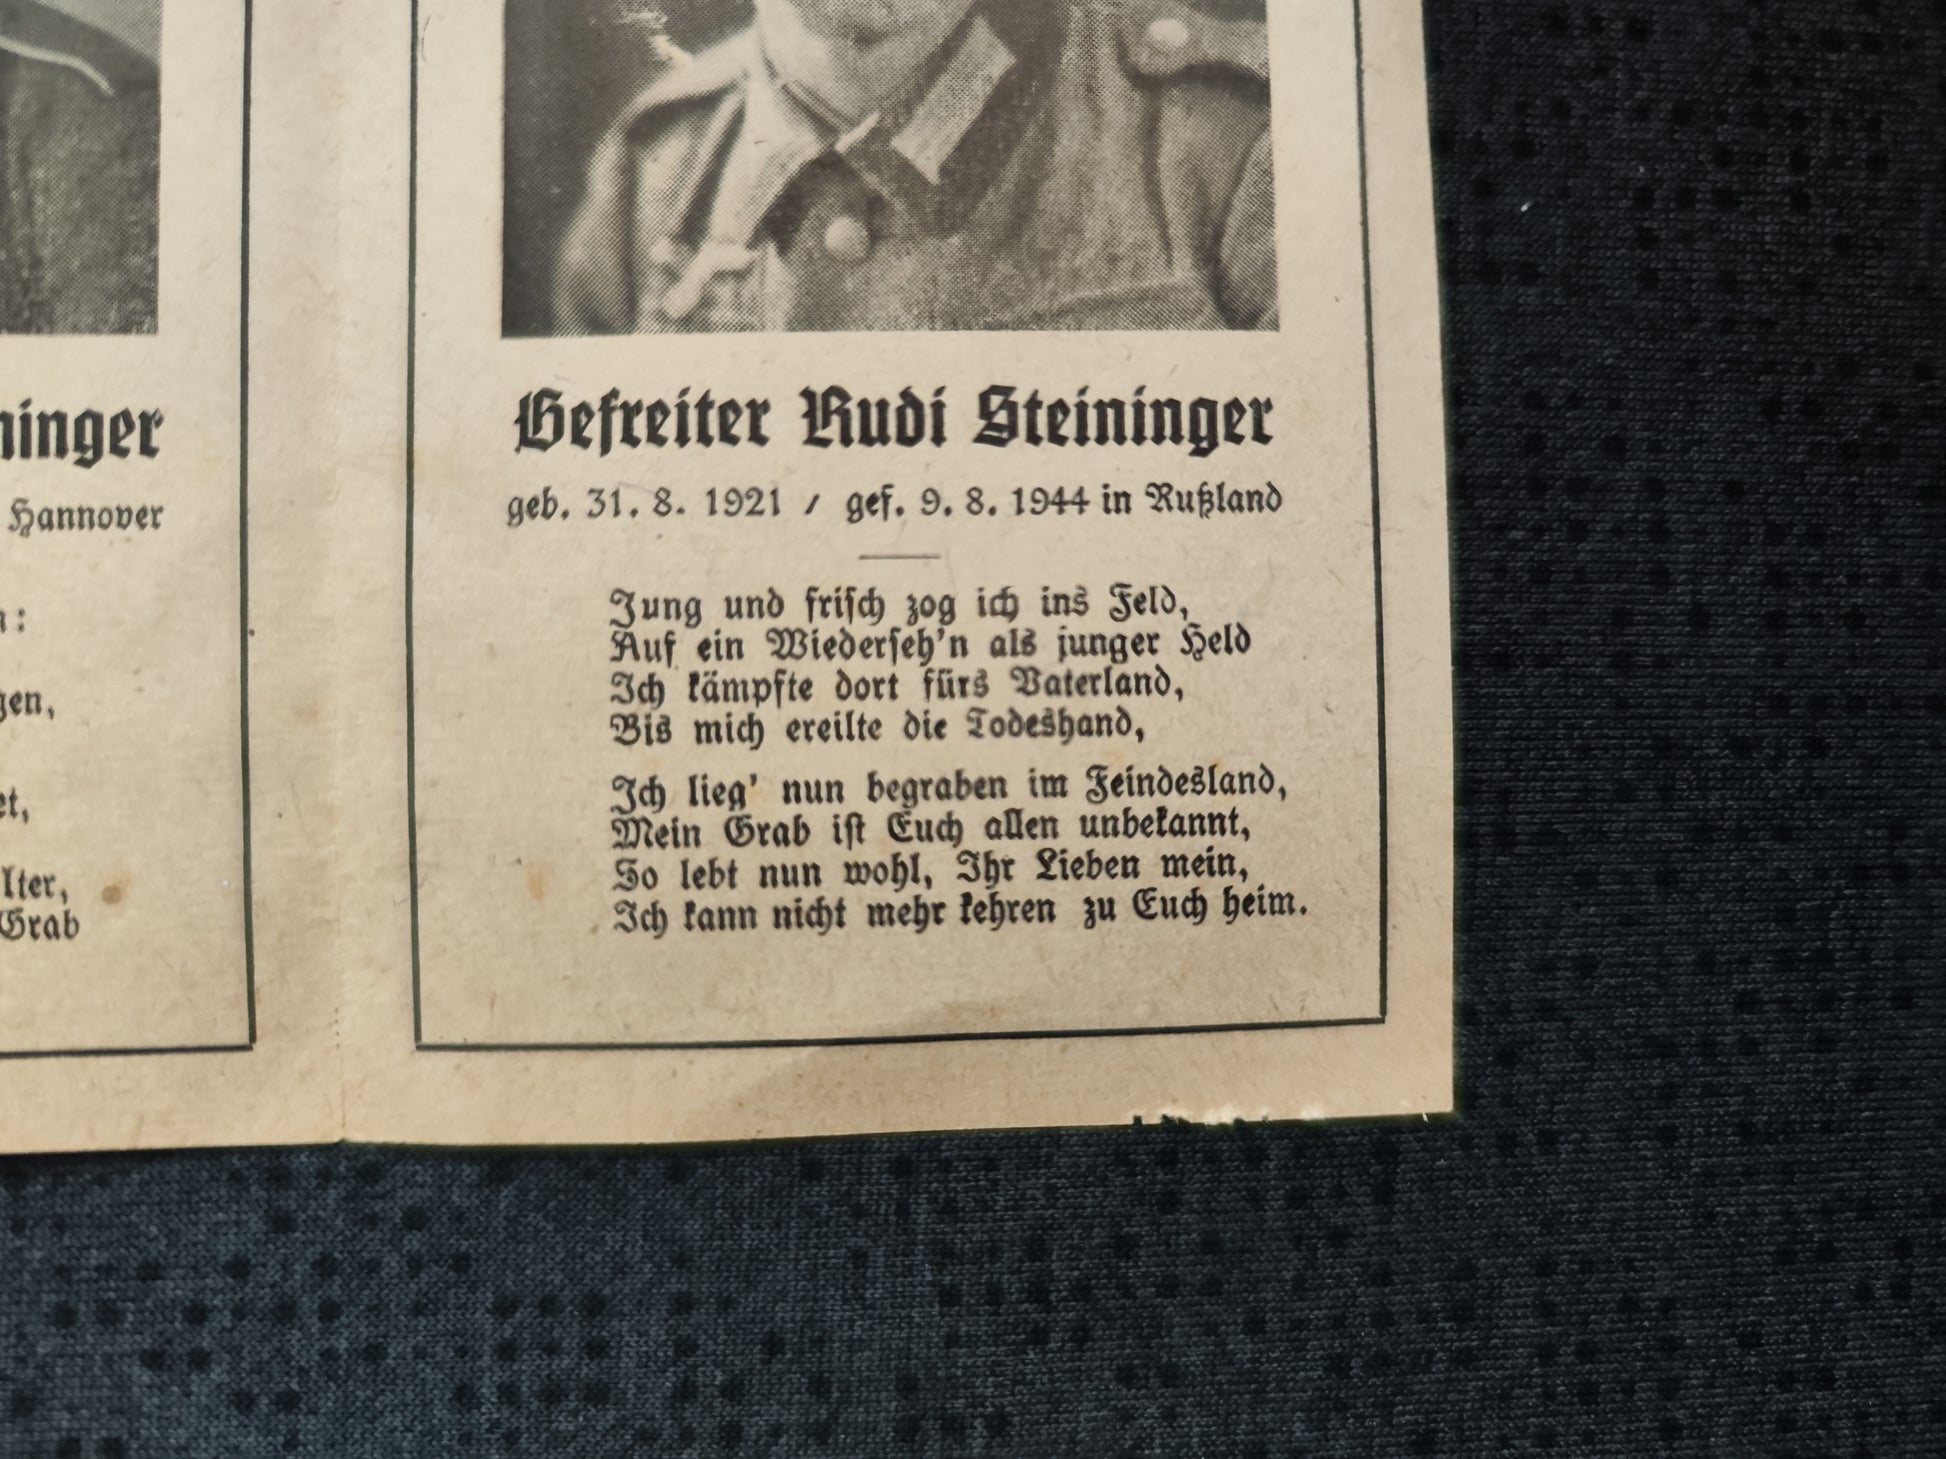 ninger
Hannover
:
gen,
et,
lter,
Grab
Gefreiter Rudi Steininger
geb. 31. 8. 1921 / gef. 9. 8. 1944 in Rußland
Jung und frisch zog ich ins Feld,
Auf ein Wiederseh'n als junger Held
Ich kämpfte dort fürs Vaterland,
Bis mich ereilte die Todeshand,
Ich lieg' nun begraben im Feindesland,
Mein Grab ist Euch allen unbekannt,
So lebt nun wohl, Ihr Lieben mein,
Ich kann nicht mehr kehren zu Euch heim.